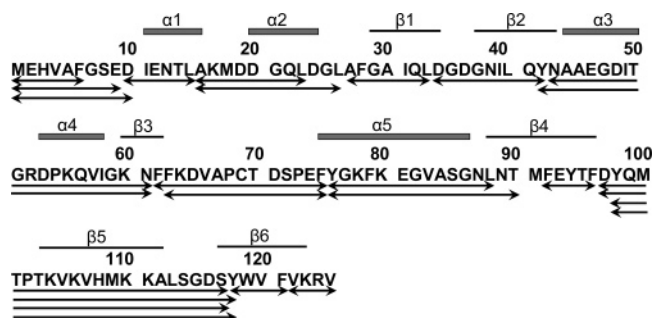 α1 α2 β1 β2 α3
10 20 30 40 50
MEHVAFGSED IENTLAKMDD GQLDGLAFGA IQLDGDGNIL QYNAAEGDIT
α4 β3 α5 β4
60 70 80 90 100
GRDPKQVIGK NFFKDVAPCT DSPEFYGKFK EGVASGNLNT MFEYTFDYQM
β5 β6
110 120
TPTKVKVHMK KALSGDSYWV FVKRV